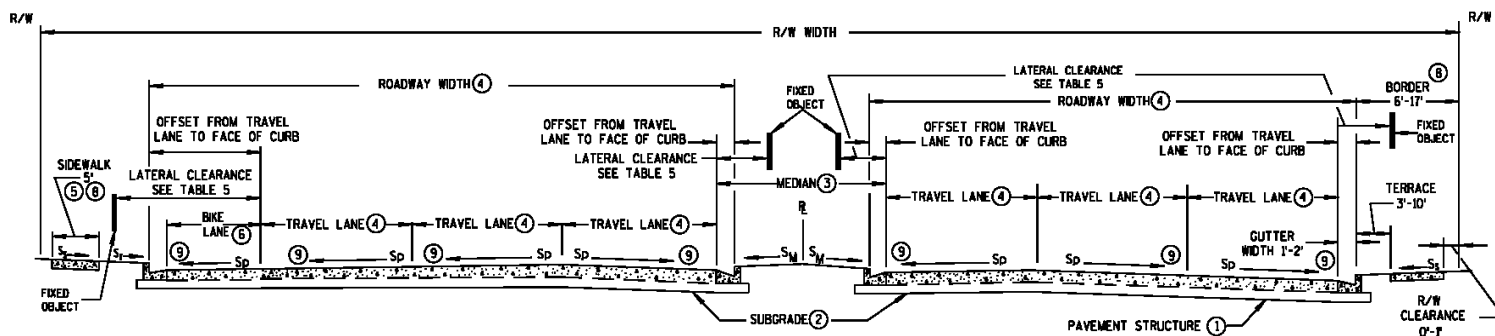 R/W
R/W
R/W WIDTH
ROADWAY WIDTH ④
FIXED
OBJECT
LATERAL CLEARANCE
SEE TABLE 5
⑧
BORDER
6'-17'
ROADWAY WIDTH ④
OFFSET FROM TRAVEL
LANE TO FACE OF CURB
OFFSET FROM TRAVEL
LANE TO FACE OF CURB
OFFSET FROM TRAVEL
LANE TO FACE OF CURB
OFFSET FROM TRAVEL
LANE TO FACE OF CURB
FIXED
OBJECT
SIDEWALK
5'
⑤ ⑧
LATERAL CLEARANCE
SEE TABLE 5
LATERAL CLEARANCE
SEE TABLE 5
MEDIAN ③
TERRACE
3'-10'
BIKE
LANE ⑥
TRAVEL LANE ④
TRAVEL LANE ④
TRAVEL LANE ④
TRAVEL LANE ④
TRAVEL LANE ④
TRAVEL LANE ④
GUTTER
WIDTH 1'-2'
⑨ Sp ⑨ Sp ⑨ Sp Sp ⑨
SM SM
⑨ Sp Sp ⑨ Sp ⑨
FIXED
OBJECT
SUBGRADE ②
PAVEMENT STRUCTURE ①
R/W
CLEARANCE
0'-1'